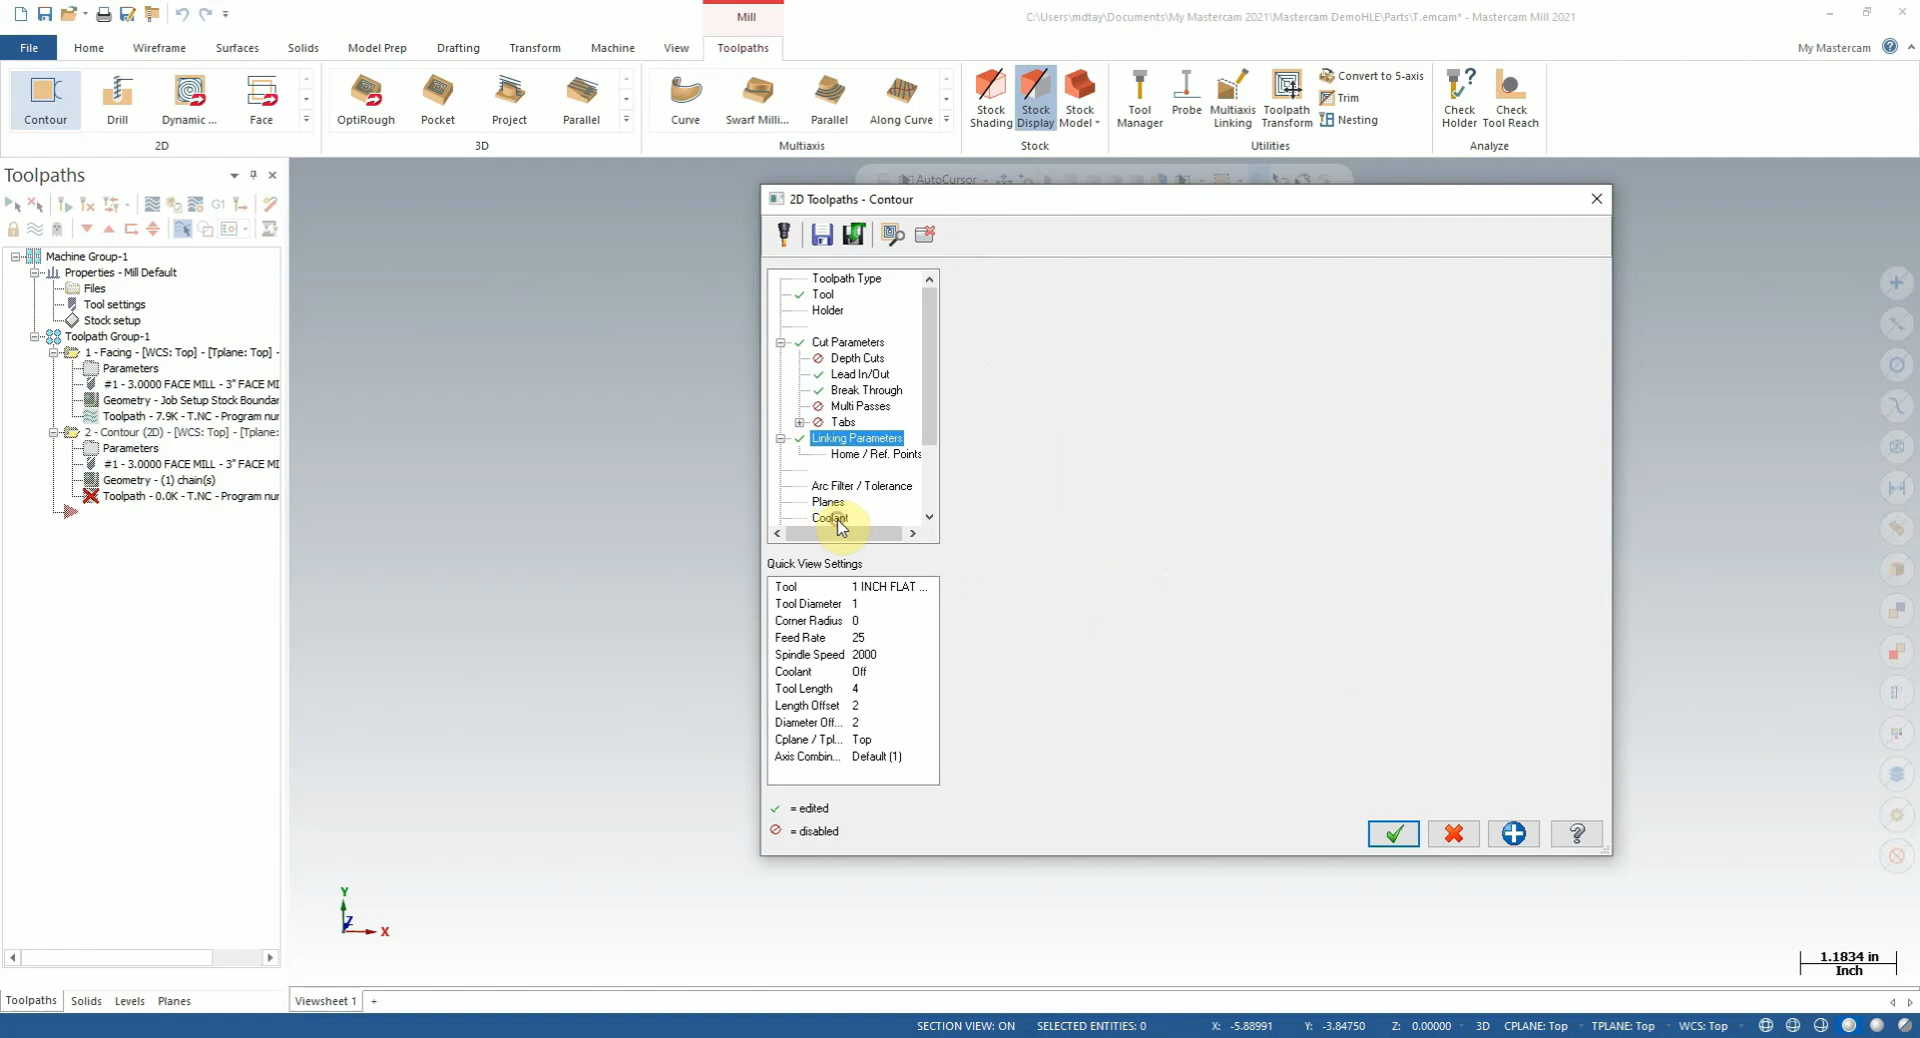 Mill
C:\Users\mdtay\Documents\My Mastercam 2021\Mastercam DemoHLE\Parts\T.emcam* - Mastercam Mill 2021
File
Home
Wireframe
Surfaces
Solids
Model Prep
Drafting
Transform
Machine
View
Toolpaths
My Mastercam
Contour
Drill
Dynamic ...
Face
OptiRough
Pocket
Project
Parallel
Curve
Swarf Milli...
Parallel
Along Curve
Stock Shading
Stock Display
Stock Model
Tool Manager
Probe
Multiaxis Linking
Toolpath Transform
Convert to 5-axis
Trim
Nesting
Check Holder
Check Tool Reach
2D
3D
Multiaxis
Stock
Utilities
Analyze
Toolpaths
AutoCursor
G1
Machine Group-1
Properties - Mill Default
Files
Tool settings
Stock setup
Toolpath Group-1
1 - Facing - [WCS: Top] - [Tplane: Top] -
Parameters
#1 - 3.0000 FACE MILL - 3" FACE MI
Geometry - Job Setup Stock Boundar
Toolpath - 7.9K - T.NC - Program nur
2 - Contour (2D) - [WCS: Top] - [Tplane:
Parameters
#1 - 3.0000 FACE MILL - 3" FACE MI
Geometry - (1) chain(s)
Toolpath - 0.0K - T.NC - Program nur
2D Toolpaths - Contour
Toolpath Type
Tool
Holder
Cut Parameters
Depth Cuts
Lead In/Out
Break Through
Multi Passes
Tabs
Linking Parameters
Home / Ref. Points
Arc Filter / Tolerance
Planes
Coolant
Quick View Settings
Tool 1 INCH FLAT ...
Tool Diameter 1
Corner Radius 0
Feed Rate 25
Spindle Speed 2000
Coolant Off
Tool Length 4
Length Offset 2
Diameter Off... 2
Cplane / Tpl... Top
Axis Combin... Default (1)
= edited
= disabled
Y
Z
X
1.1834 in
Inch
Toolpaths
Solids
Levels
Planes
Viewsheet 1
+
SECTION VIEW: ON
SELECTED ENTITIES: 0
X: -5.88991
Y: -3.84750
Z: 0.00000
3D
CPLANE: Top
TPLANE: Top
WCS: Top